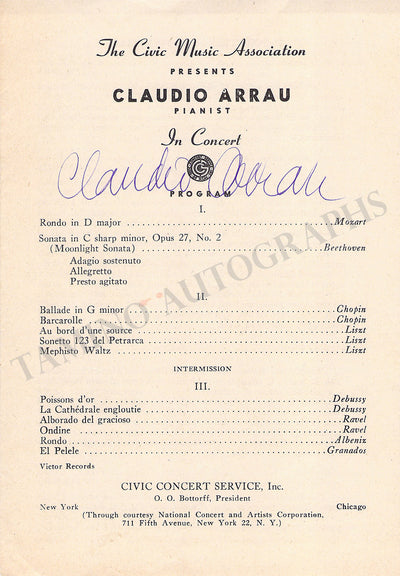 The Civic Music Association
PRESENTS
CLAUDIO ARRAU
PIANIST
In Concert
Claudio Arrau
PROGRAM
I.
Rondo in D major Mozart
Sonata in C sharp minor, Opus 27, No. 2
(Moonlight Sonata) Beethoven
Adagio sostenuto
Allegretto
Presto agitato
II.
Ballade in G minor Chopin
Barcarolle Chopin
Au bord d'une source Liszt
Sonetto 123 del Petrarca Liszt
Mephisto Waltz Liszt
INTERMISSION
III.
Poissons d'or Debussy
La Cathédrale engloutie Debussy
Alborado del gracioso Ravel
Ondine Ravel
Rondo Albeniz
El Pelele Granados
Victor Records
CIVIC CONCERT SERVICE, Inc.
O. O. Bottorff, President
New York Chicago
(Through courtesy National Concert and Artists Corporation,
711 Fifth Avenue, New York 22, N. Y.)
TAMINO AUTOGRAPHS